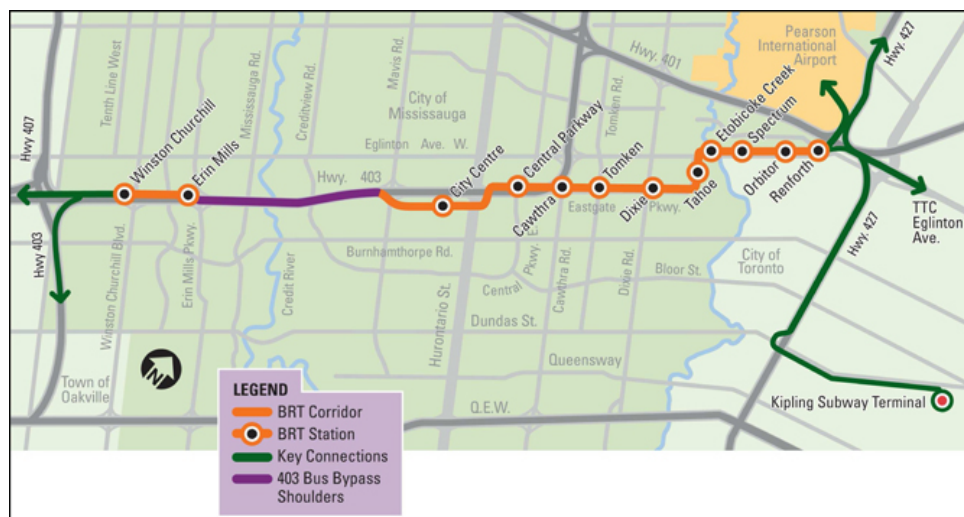 Tenth Line West
Mississauga Rd.
Creditview Rd.
Mavis Rd.
City of
Mississauga
Eglinton Ave. W.
Hwy. 401
Tomken Rd.
Pearson
International
Airport
Hwy. 427
Hwy 407
Winston Churchill
Erin Mills
Hwy. 403
City Centre
Central Parkway
Cawthra
Tomken
Dixie
Eastgate Pkwy.
Tahoe
Etobicoke Creek
Spectrum
Orbitor
Renforth
TTC
Eglinton
Ave.
Hwy. 427
Hwy 403
Winston Churchill Blvd.
Erin Mills Pkwy.
Credit River
Burnhamthorpe Rd.
Hurontario St.
Central Pkwy. E.
Cawthra Rd.
Dixie Rd.
Bloor St.
City of
Toronto
Dundas St.
Queensway
Town of
Oakville
N
Q.E.W.
Kipling Subway Terminal
LEGEND
BRT Corridor
BRT Station
Key Connections
403 Bus Bypass
Shoulders